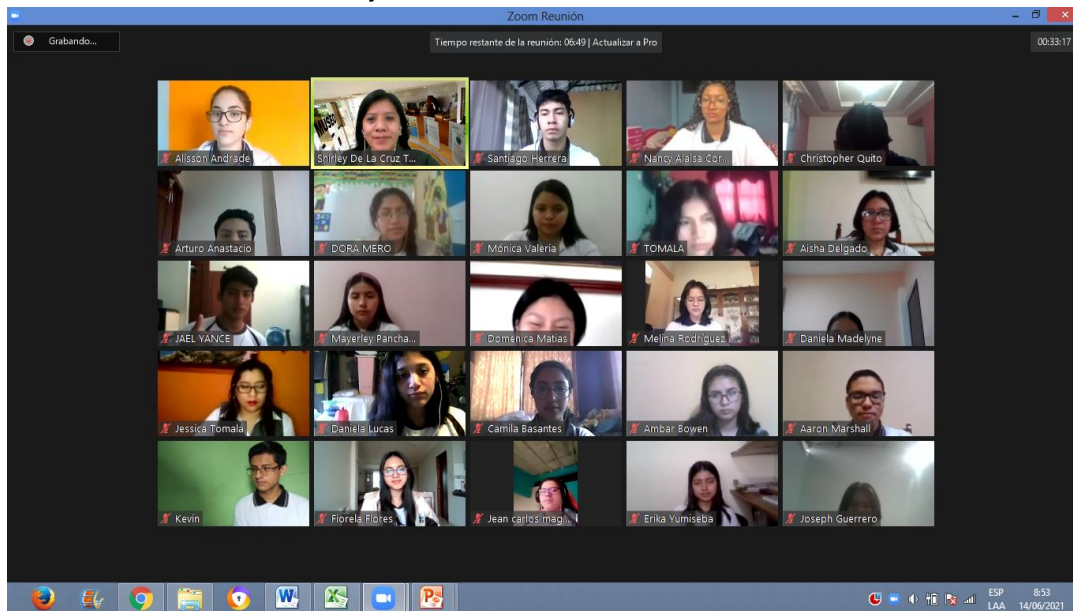 Zoom Reunión
Grabando...
Tiempo restante de la reunión: 06:49 | Actualizar a Pro
00:33:17
Alisson Andrade
Shirley De La Cruz T...
Santiago Herrera
Nancy Alaisa Cor...
Christopher Quito
Arturo Anastacio
DORA MERO
Mónica Valeria
TOMALA
Aisha Delgado
JAEL YANCE
Mayerley Pancha...
Domenica Matias
Melina Rodriguez
Daniela Madelyne
Jessica Tomalá
Daniela Lucas
Camila Basantes
Ambar Bowen
Aaron Marshall
Kevin
Fiorela Flores
Jean carlos mag...
Erika Yumiseba
Joseph Guerrero
ESP
LAA
8:53
14/06/2021